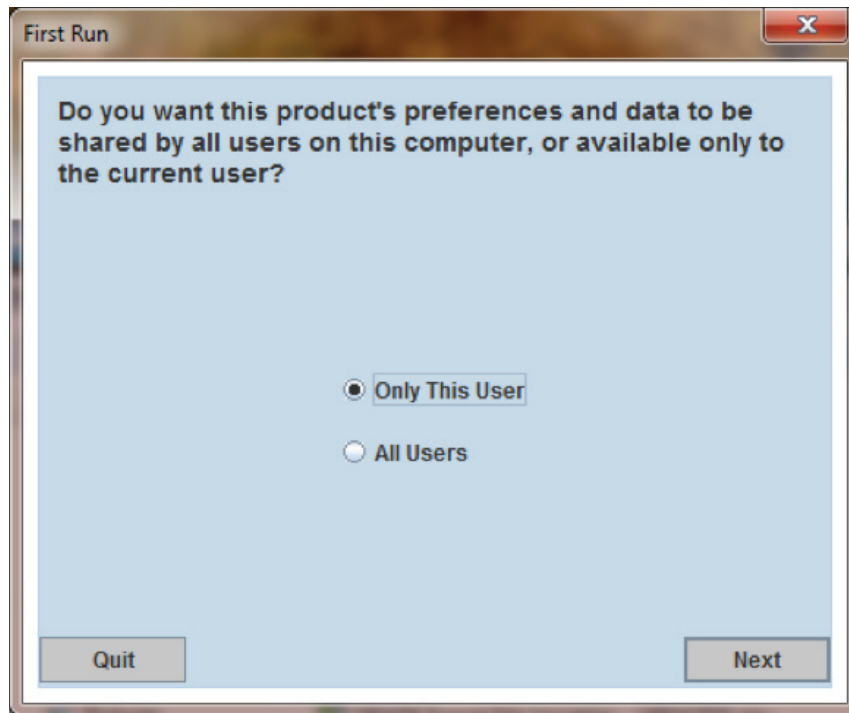 First Run
Do you want this product's preferences and data to be
shared by all users on this computer, or available only to
the current user?
Only This User
All Users
Quit
Next